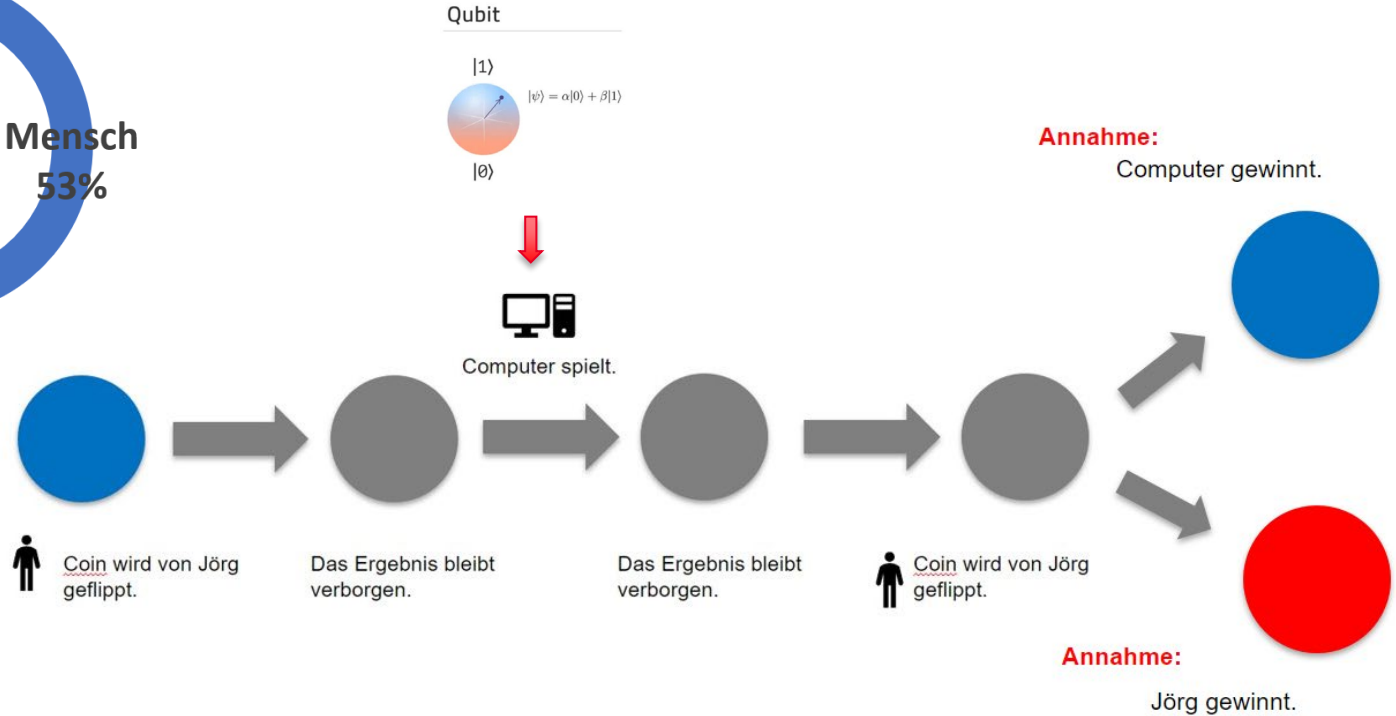 Qubit
|1⟩
|ψ⟩ = α|0⟩ + β|1⟩
|0⟩
Mensch
53%
Annahme:
Computer gewinnt.
Computer spielt.
Coin wird von Jörg
geflippt.
Das Ergebnis bleibt
verborgen.
Das Ergebnis bleibt
verborgen.
Coin wird von Jörg
geflippt.
Annahme:
Jörg gewinnt.